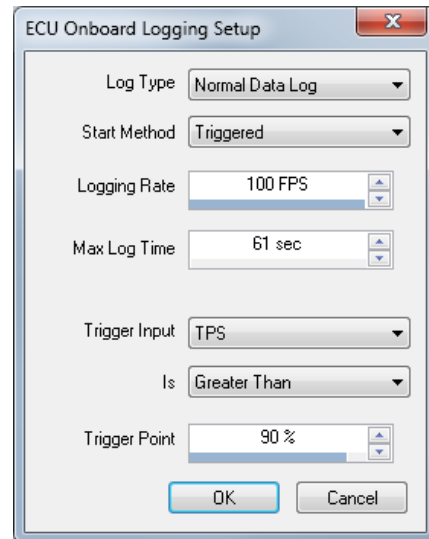 ECU Onboard Logging Setup
Log Type Normal Data Log
Start Method Triggered
Logging Rate 100 FPS
Max Log Time 61 sec
Trigger Input TPS
Is Greater Than
Trigger Point 90 %
OK Cancel